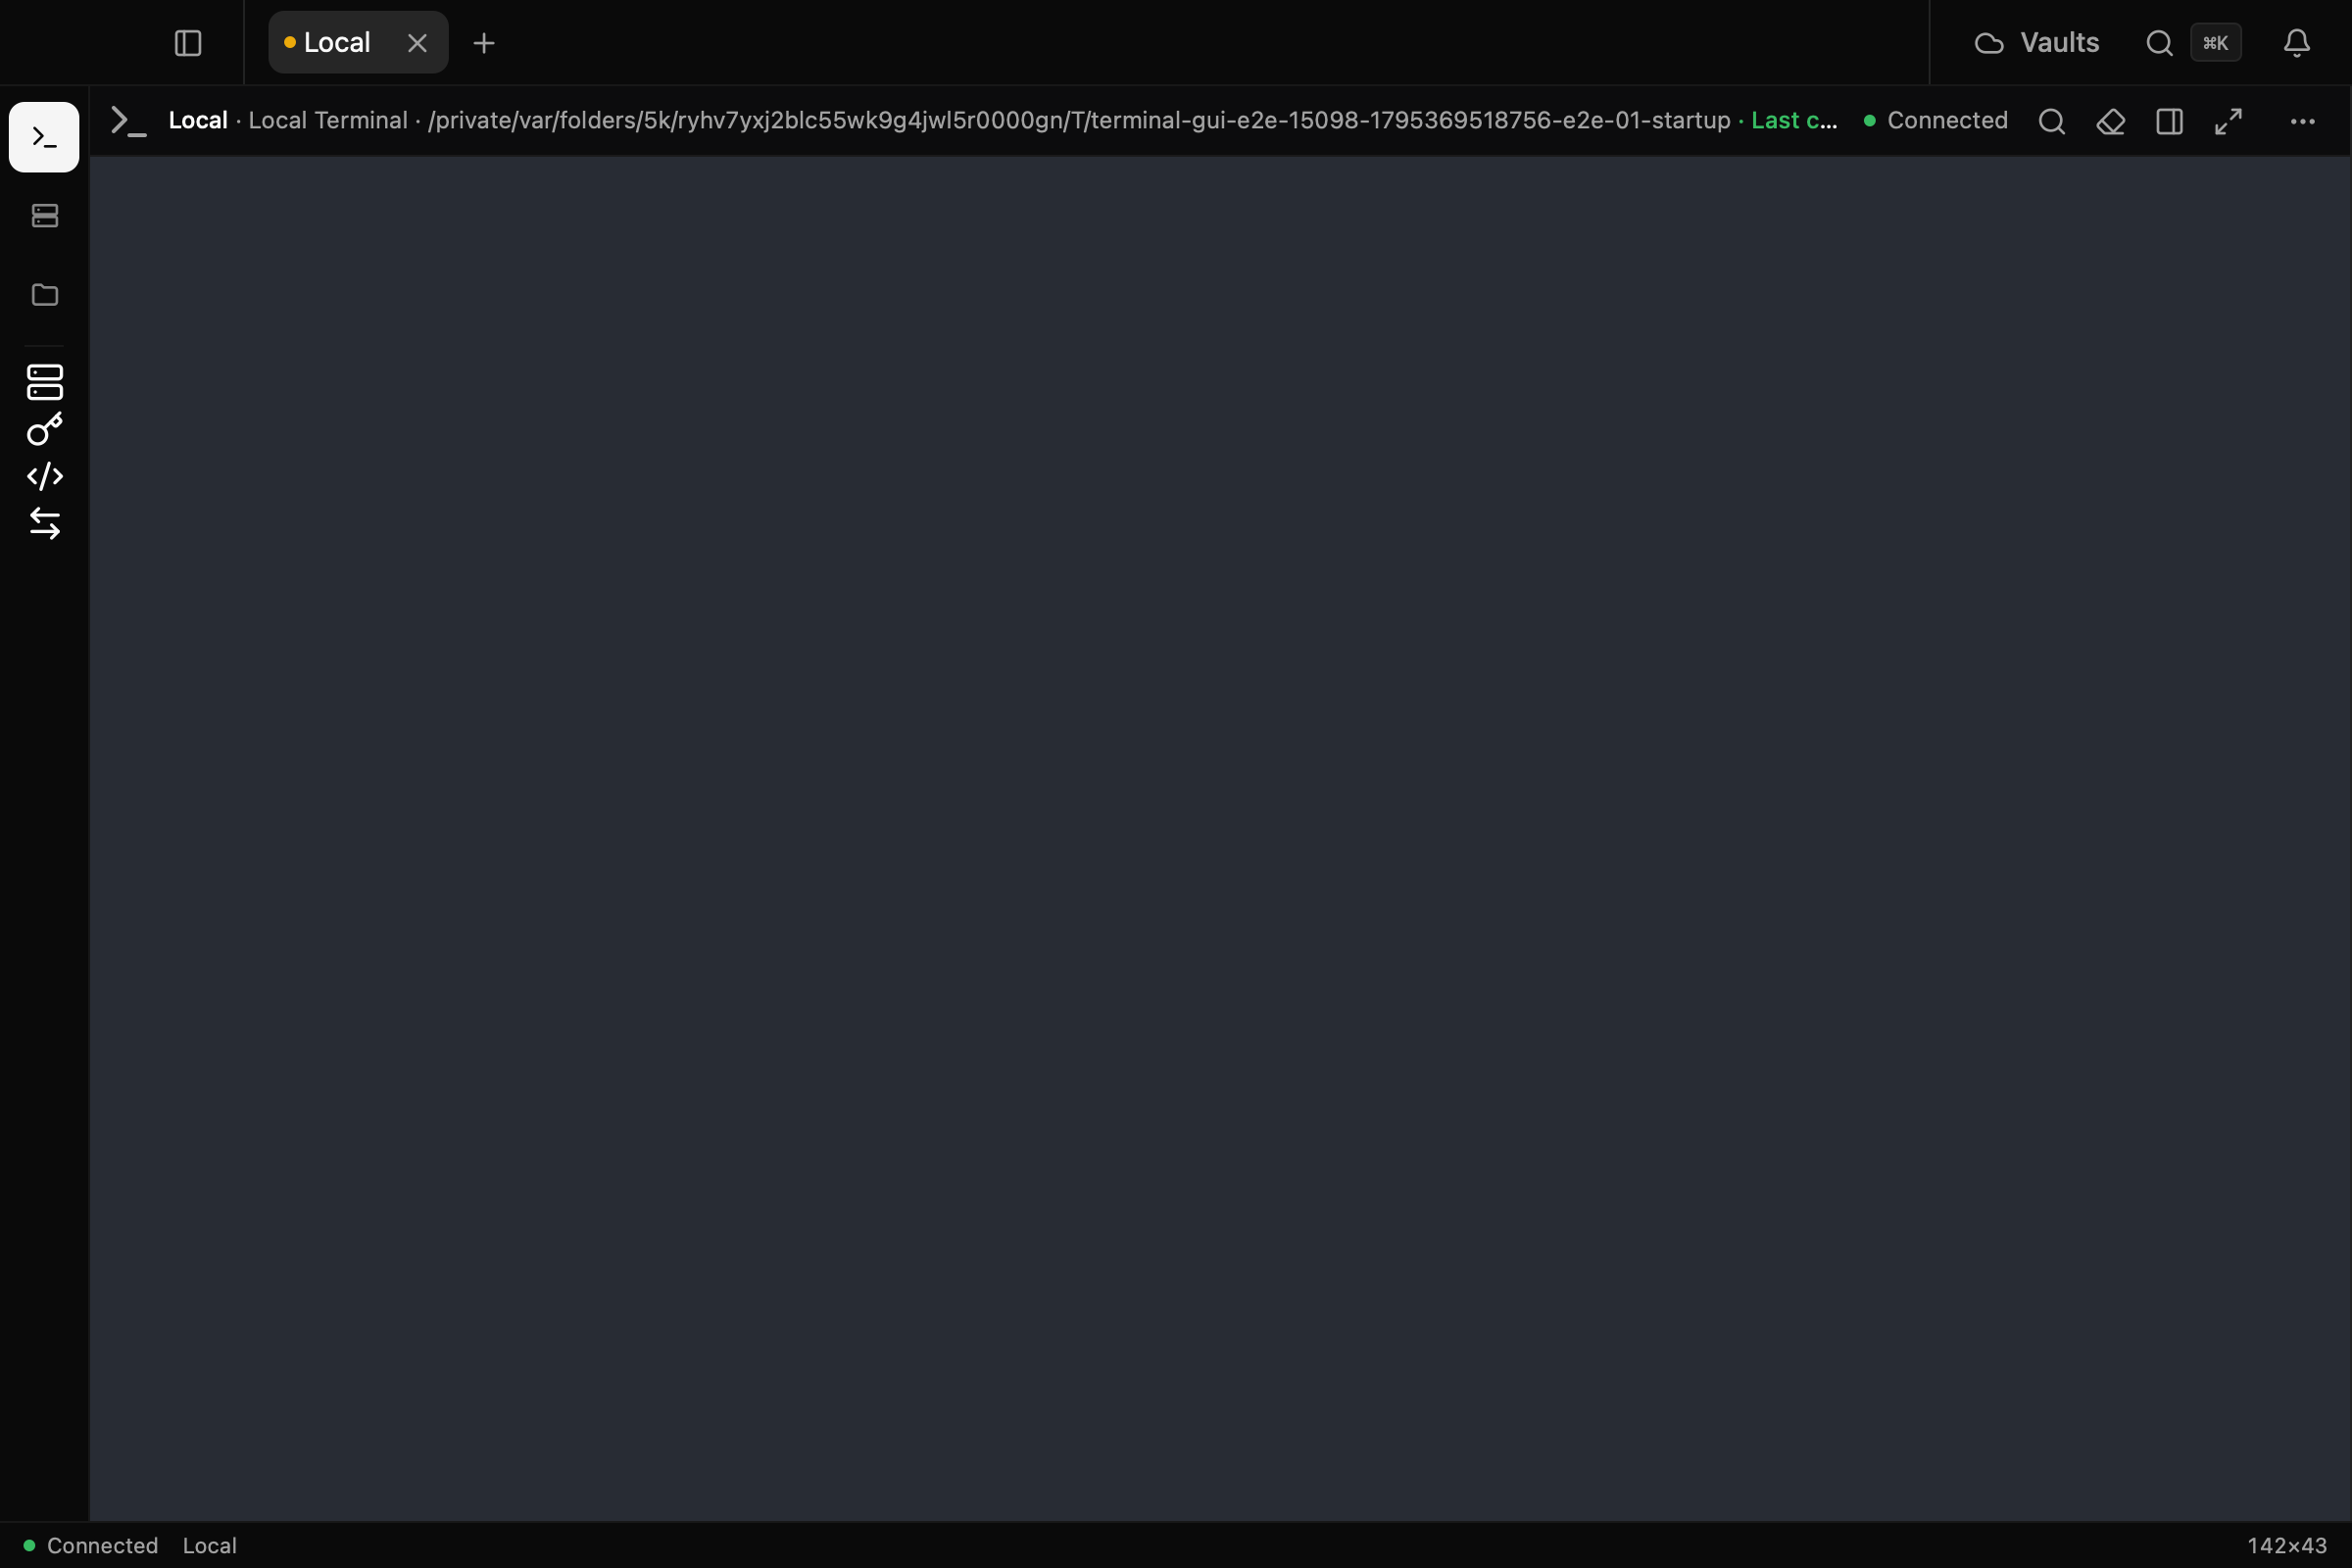 Local
Vaults
⌘K
Local · Local Terminal · /private/var/folders/5k/ryhv7yxj2blc55wk9g4jwl5r0000gn/T/terminal-gui-e2e-15098-1795369518756-e2e-01-startup · Last c...
Connected
Connected Local
142×43